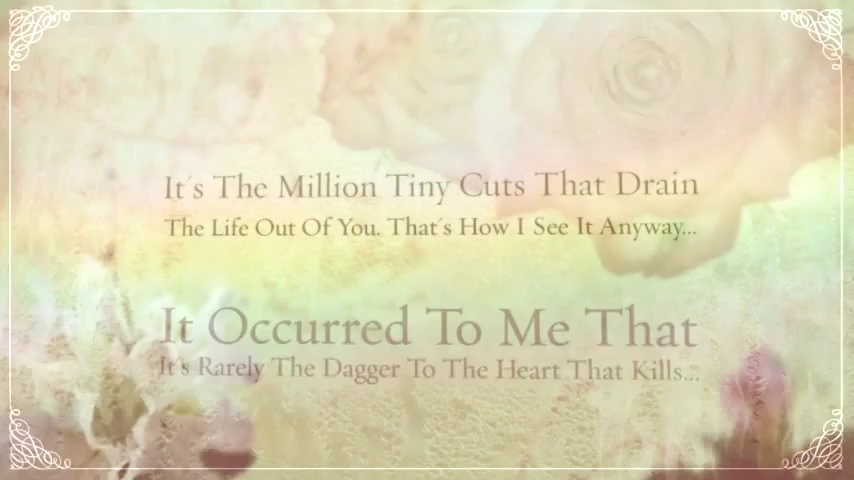 It's The Million Tiny Cuts That Drain
The Life Out Of You. That's How I See It Anyway...
It Occurred To Me That
It's Rarely The Dagger To The Heart That Kills...